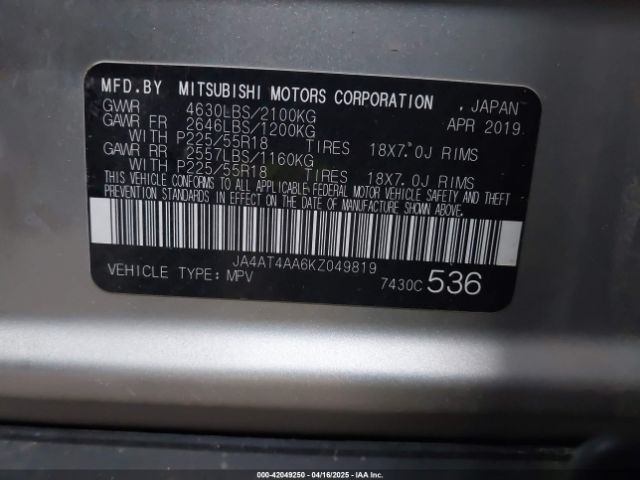 MFD.BY MITSUBISHI MOTORS CORPORATION , JAPAN
GVWR 4630LBS/2100KG APR 2019
GAWR FR 2646LBS/1200KG
WITH P225/55R18 TIRES 18X7.0J RIMS
GAWR RR 2557LBS/1160KG
WITH P225/55R18 TIRES 18X7.0J RIMS
THIS VEHICLE CONFORMS TO ALL APPLICABLE FEDERAL MOTOR VEHICLE SAFETY AND THEFT
PREVENTION STANDARDS IN EFFECT ON THE DATE OF MANUFACTURE SHOWN ABOVE.
JA4AT4AA6KZ049819
VEHICLE TYPE: MPV 7430C 536
000-42049250 - 04/16/2025 - IAAI.COM